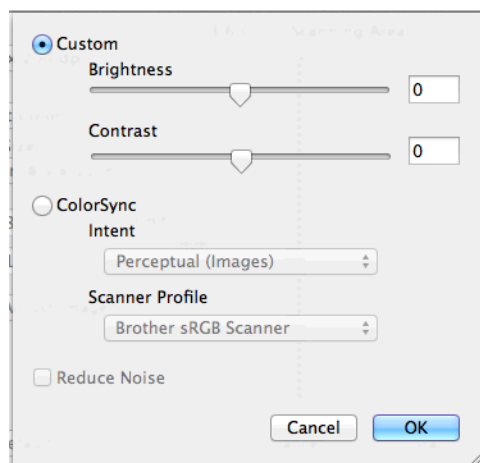 Custom
Brightness
0
Contrast
0
ColorSync
Intent
Perceptual (Images)
Scanner Profile
Brother sRGB Scanner
Reduce Noise
Cancel OK